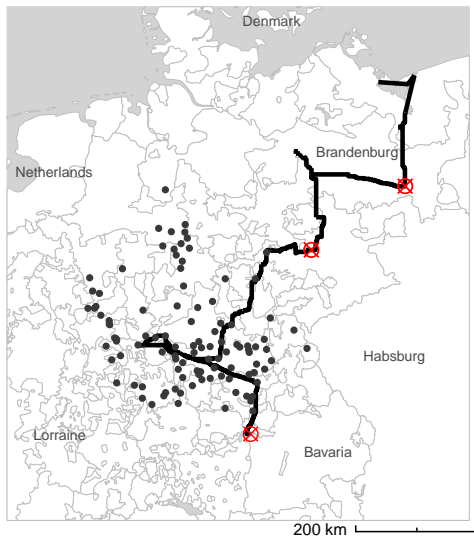 Denmark
Brandenburg
Netherlands
Habsburg
Lorraine
Bavaria
200 km